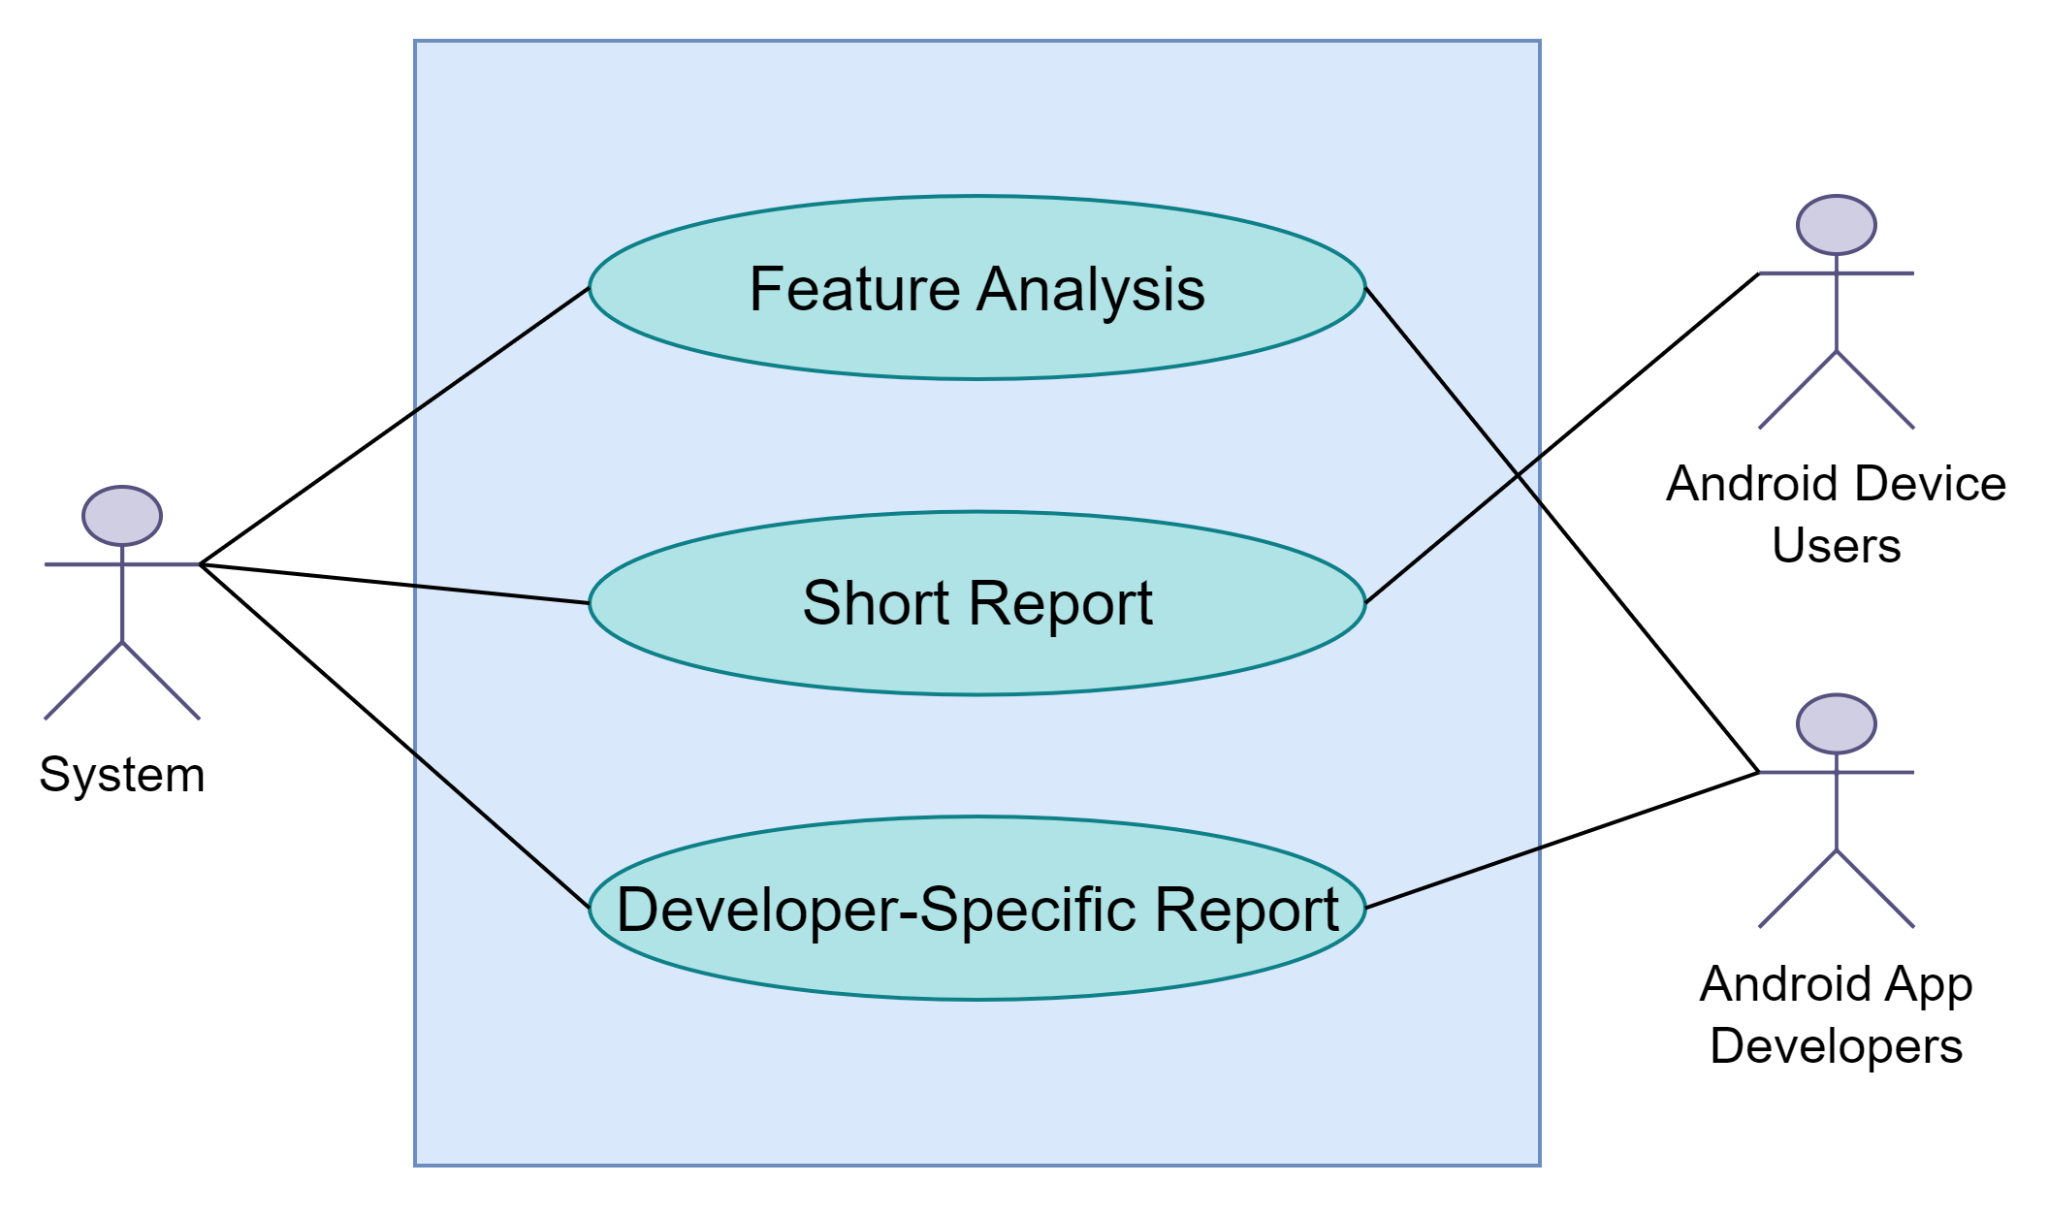 Feature Analysis
Short Report
Developer-Specific Report
System
Android Device
Users
Android App
Developers